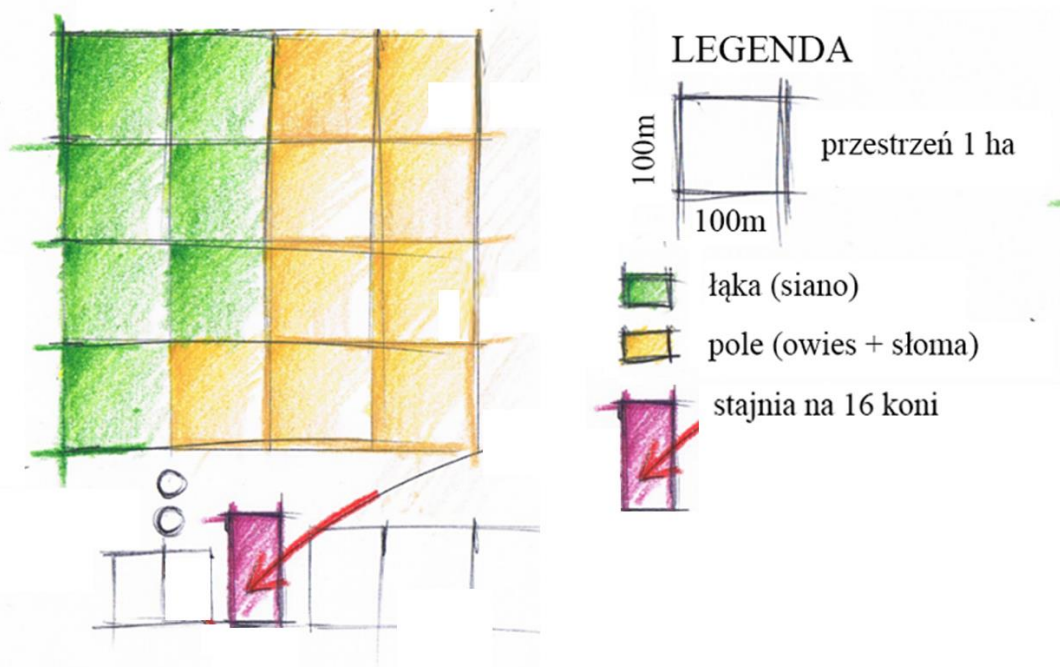 LEGENDA
100m
przestrzeń 1 ha
100m
łąka (siano)
pole (owies + słoma)
stajnia na 16 koni